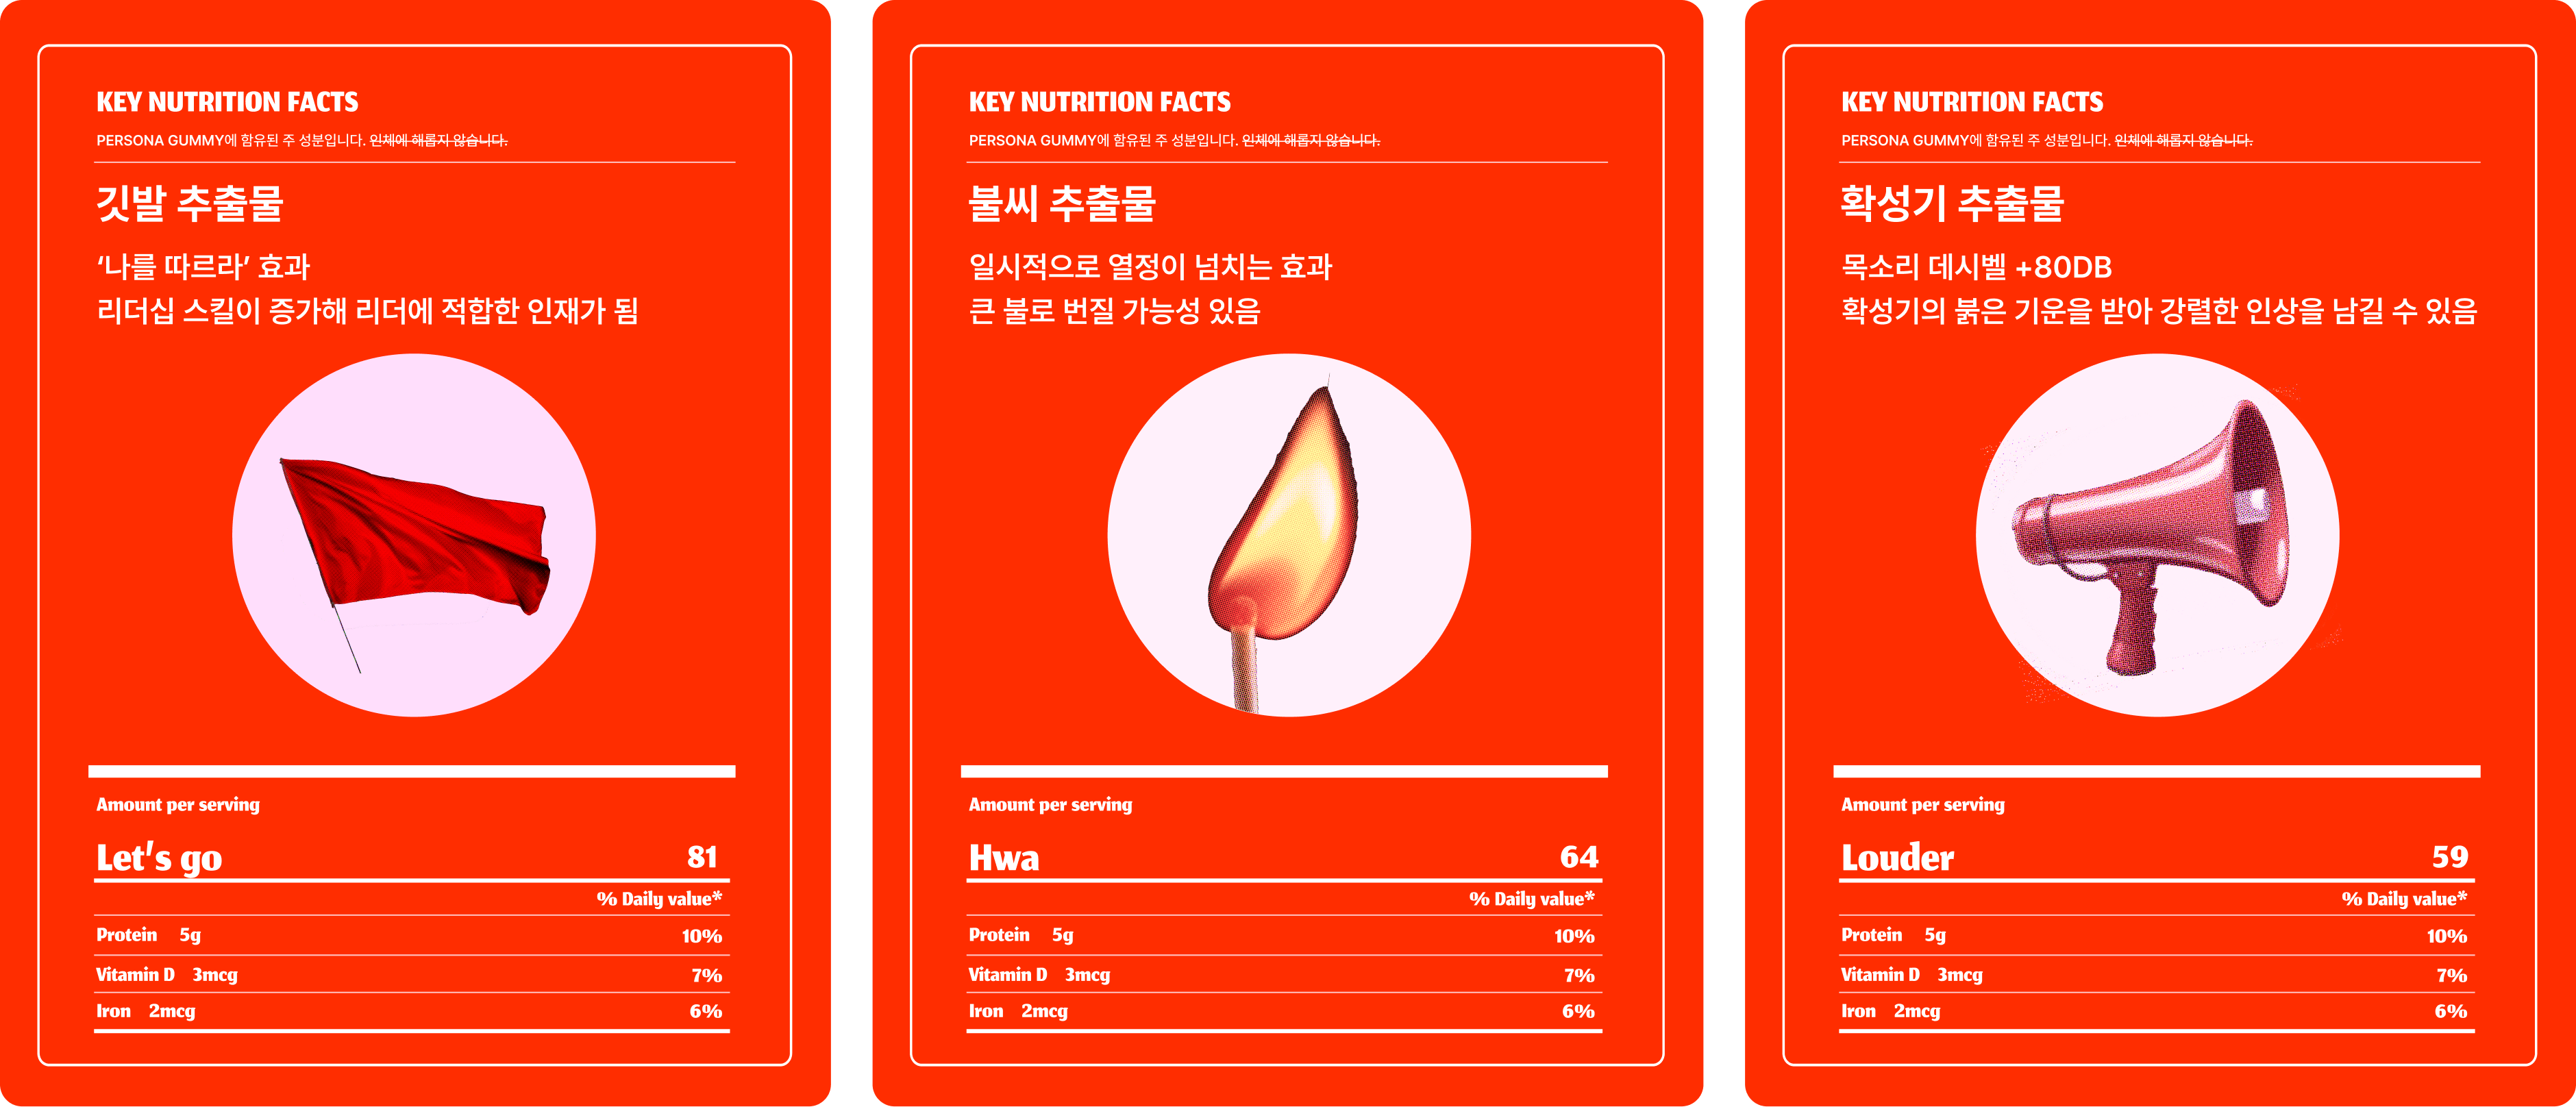 KEY NUTRITION FACTS
PERSONA GUMMY에 함유된 주 성분입니다. 인체에 해롭지 않습니다.
깃발 추출물
‘나를 따르라’ 효과
리더십 스킬이 증가해 리더에 적합한 인재가 됨
Amount per serving
Let's go 81
% Daily value*
Protein 5g 10%
Vitamin D 3mcg 7%
Iron 2mcg 6%
KEY NUTRITION FACTS
PERSONA GUMMY에 함유된 주 성분입니다. 인체에 해롭지 않습니다.
불씨 추출물
일시적으로 열정이 넘치는 효과
큰 불로 번질 가능성 있음
Amount per serving
Hwa 64
% Daily value*
Protein 5g 10%
Vitamin D 3mcg 7%
Iron 2mcg 6%
KEY NUTRITION FACTS
PERSONA GUMMY에 함유된 주 성분입니다. 인체에 해롭지 않습니다.
확성기 추출물
목소리 데시벨 +80DB
확성기의 붉은 기운을 받아 강렬한 인상을 남길 수 있음
Amount per serving
Louder 59
% Daily value*
Protein 5g 10%
Vitamin D 3mcg 7%
Iron 2mcg 6%